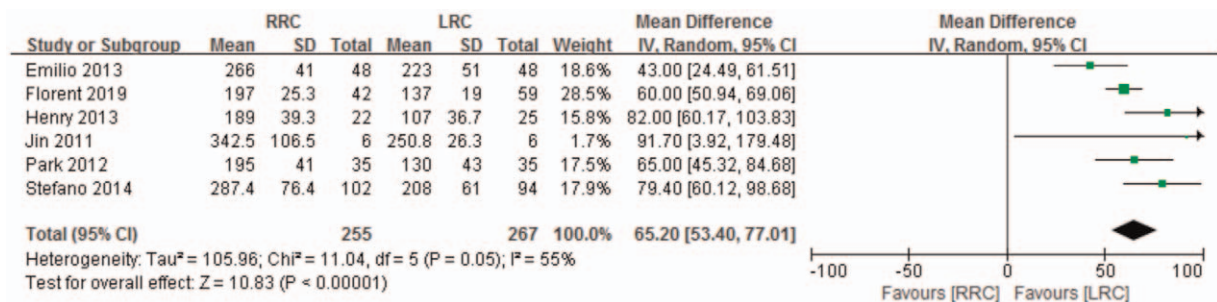 RRC LRC Mean Difference Mean Difference
Study or Subgroup Mean SD Total Mean SD Total Weight IV, Random, 95% CI IV, Random, 95% CI
Emilio 2013 266 41 48 223 51 48 18.6% 43.00 [24.49, 61.51]
Florent 2019 197 25.3 42 137 19 59 28.5% 60.00 [50.94, 69.06]
Henry 2013 189 39.3 22 107 36.7 25 15.8% 82.00 [60.17, 103.83]
Jin 2011 342.5 106.5 6 250.8 26.3 6 1.7% 91.70 [3.92, 179.48]
Park 2012 195 41 35 130 43 35 17.5% 65.00 [45.32, 84.68]
Stefano 2014 287.4 76.4 102 208 61 94 17.9% 79.40 [60.12, 98.68]
Total (95% CI) 255 267 100.0% 65.20 [53.40, 77.01]
Heterogeneity: Tau² = 105.96; Chi² = 11.04, df = 5 (P = 0.05); I² = 55%
Test for overall effect: Z = 10.83 (P < 0.00001)
-100 -50 0 50 100
Favours [RRC] Favours [LRC]